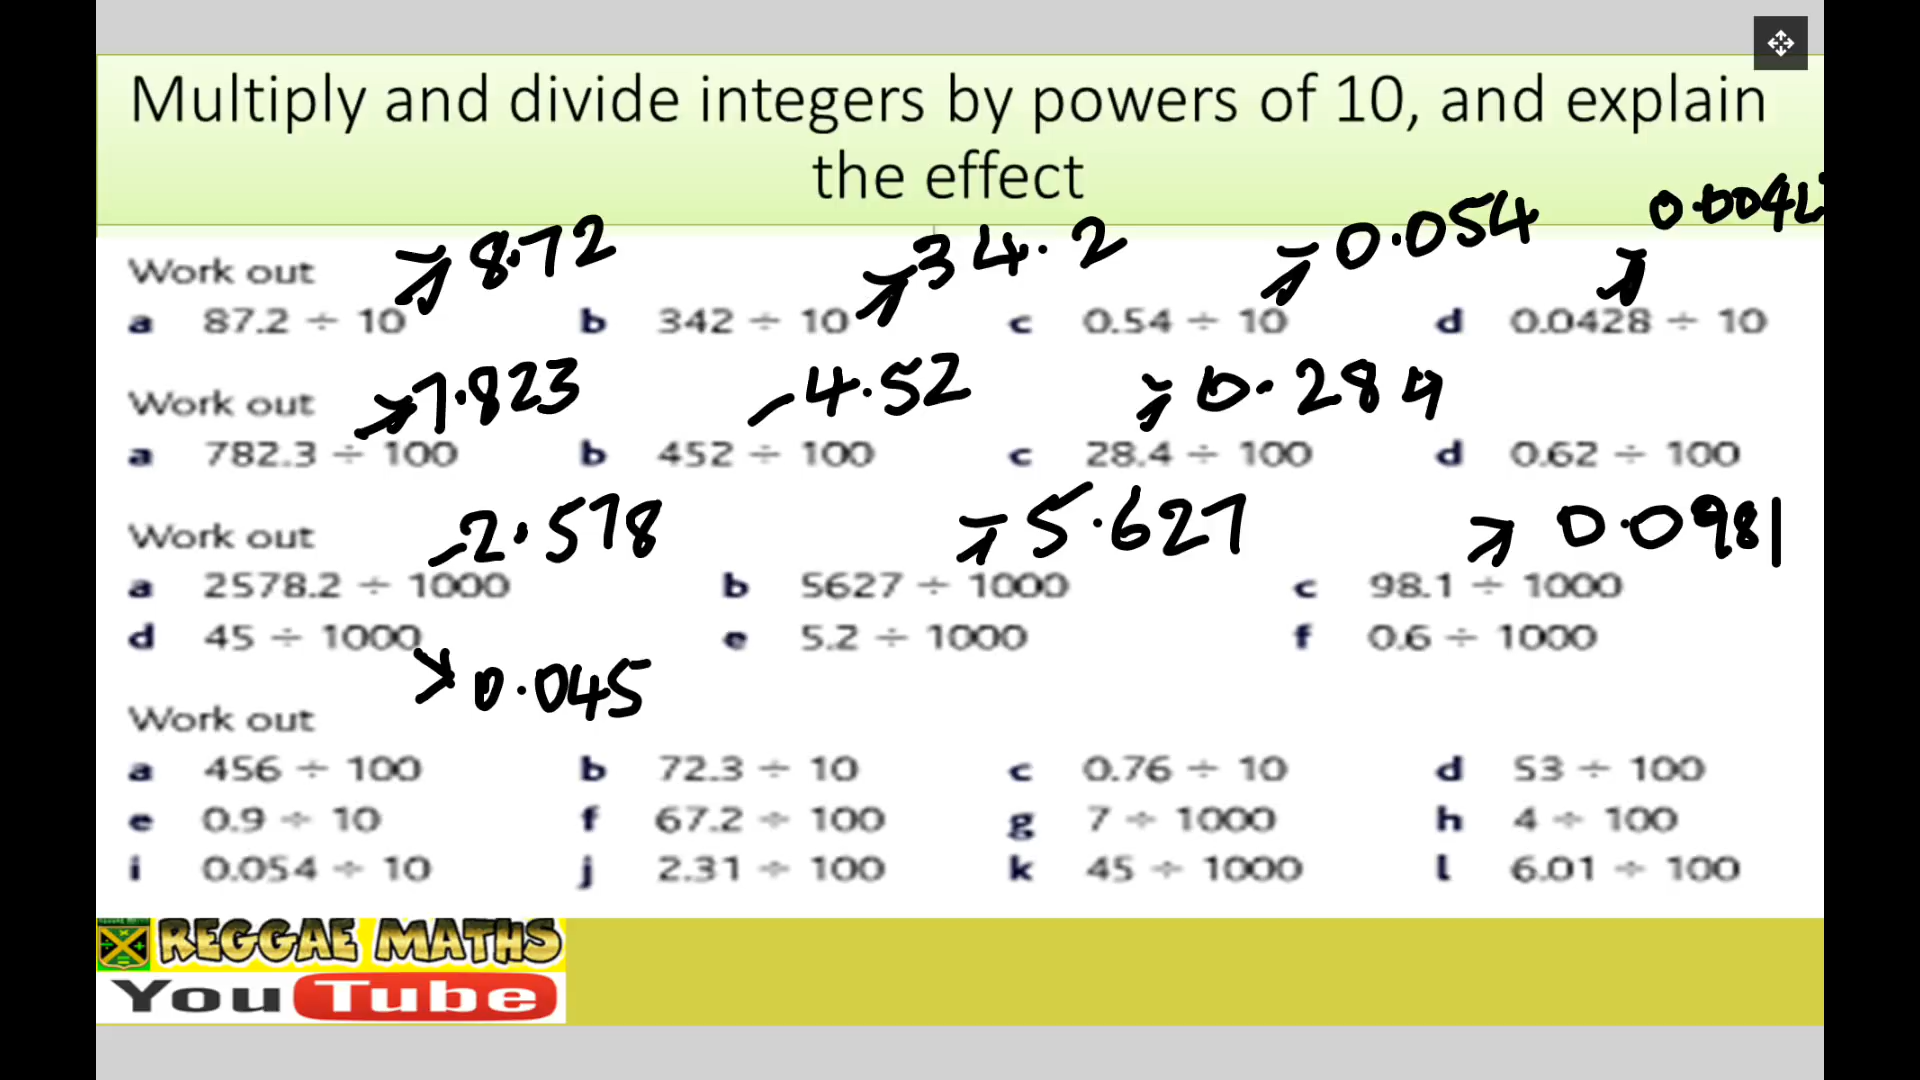 Multiply and divide integers by powers of 10, and explain
the effect
8.72 34.2 0.054 0.0042
Work out
a 87.2 ÷ 10 b 342 ÷ 10 c 0.54 ÷ 10 d 0.0428 ÷ 10
7.823 4.52 0.284
Work out
a 782.3 ÷ 100 b 452 ÷ 100 c 28.4 ÷ 100 d 0.62 ÷ 100
2.578 5.627 0.0981
Work out
a 2578.2 ÷ 1000 b 5627 ÷ 1000 c 98.1 ÷ 1000
d 45 ÷ 1000 e 5.2 ÷ 1000 f 0.6 ÷ 1000
0.045
Work out
a 456 ÷ 100 b 72.3 ÷ 10 c 0.76 ÷ 10 d 53 ÷ 100
e 0.9 ÷ 10 f 67.2 ÷ 100 g 7 ÷ 1000 h 4 ÷ 100
i 0.054 ÷ 10 j 2.31 ÷ 100 k 45 ÷ 1000 l 6.01 ÷ 100
REGGAE MATHS
YouTube